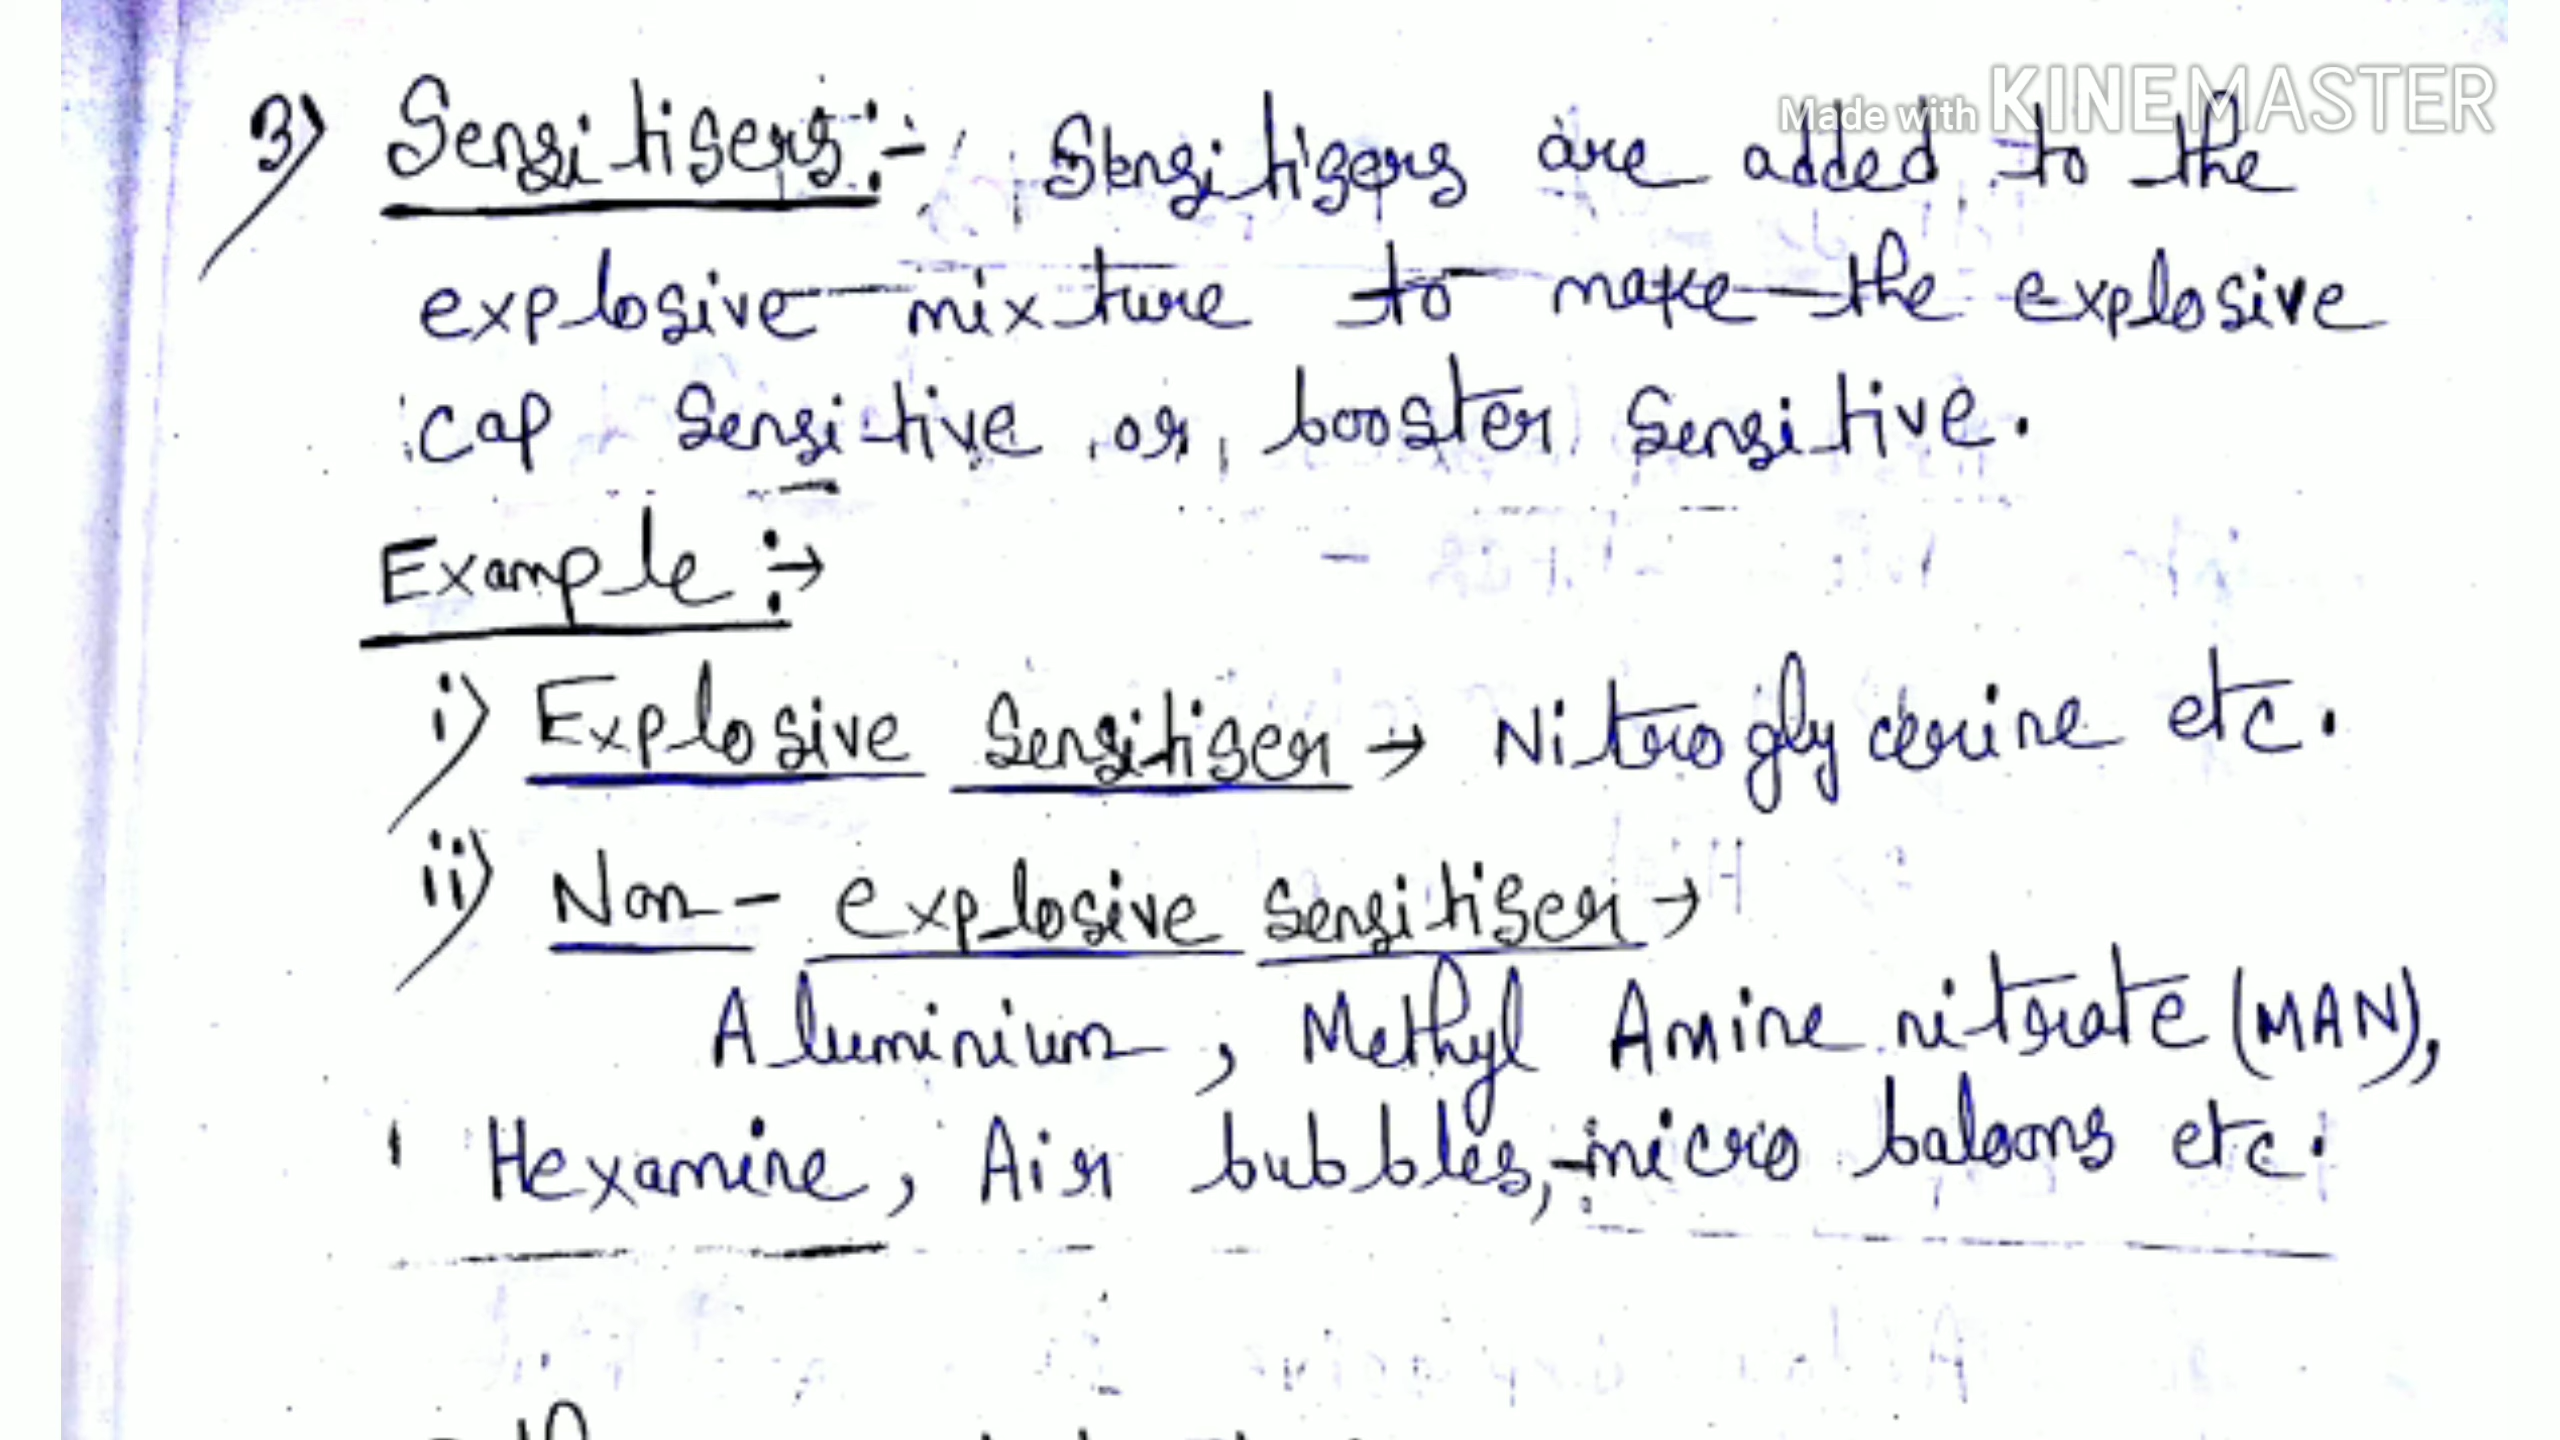 Made with KINEMASTER
3) Sensitisers :- Sensitisers are added to the
explosive mixture to make the explosive
cap sensitive or booster sensitive.
Example :→
i) Explosive Sensitiser → Nitroglycerine etc.
ii) Non - explosive sensitiser →
Aluminium, Methyl Amine nitrate (MAN),
Hexamine, Air bubbles, micro baloons etc.